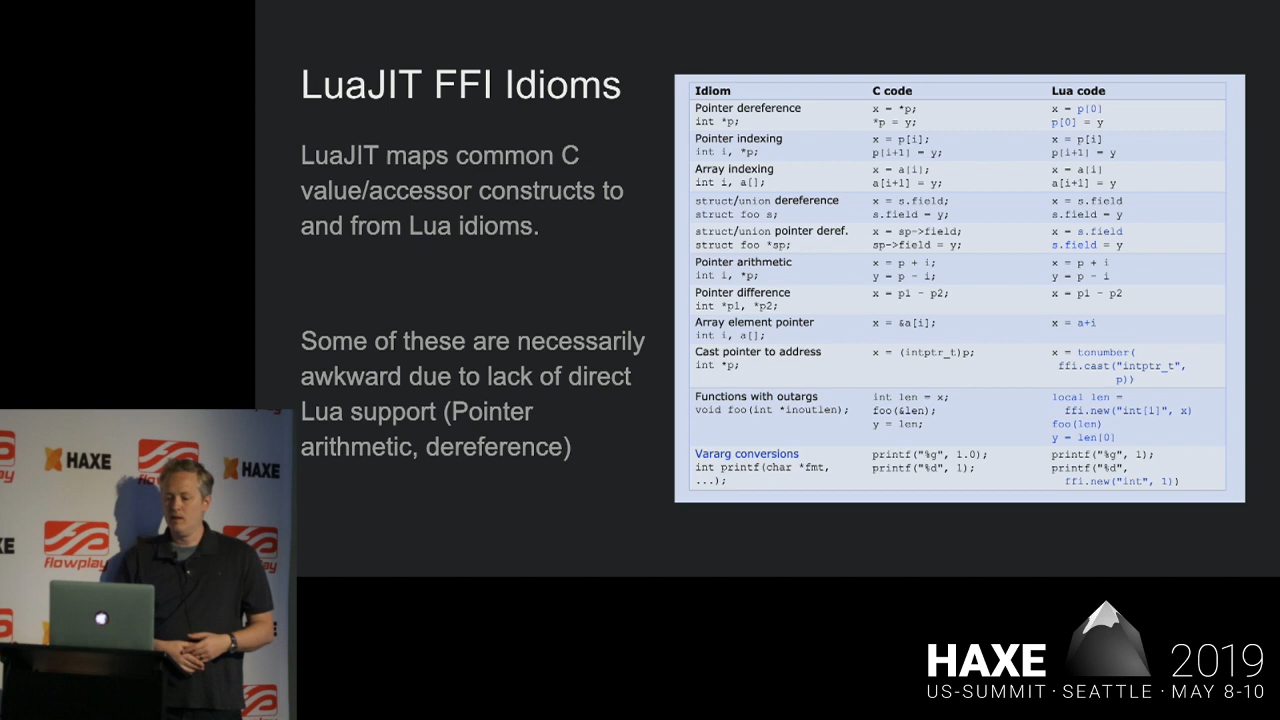 LuaJIT FFI Idioms
LuaJIT maps common C
value/accessor constructs to
and from Lua idioms.
Some of these are necessarily
awkward due to lack of direct
Lua support (Pointer
arithmetic, dereference)
Idiom C code Lua code
Pointer dereference x = *p; x = p[0]
int *p; *p = y; p[0] = y
Pointer indexing x = p[i]; x = p[i]
int i, *p; p[i+1] = y; p[i+1] = y
Array indexing x = a[i]; x = a[i]
int i, a[]; a[i+1] = y; a[i+1] = y
struct/union dereference x = s.field; x = s.field
struct foo s; s.field = y; s.field = y
struct/union pointer deref. x = sp->field; x = s.field
struct foo *sp; sp->field = y; s.field = y
Pointer arithmetic x = p + i; x = p + i
int i, *p; y = p - i; y = p - i
Pointer difference x = p1 - p2; x = p1 - p2
int *p1, *p2;
Array element pointer x = &a[i]; x = a+i
int i, a[];
Cast pointer to address x = (intptr_t)p; x = tonumber(
int *p; ffi.cast("intptr_t",
p))
Functions with outargs int len = x; local len =
void foo(int *inoutlen); foo(&len); ffi.new("int[1]", x)
y = len; foo(len)
y = len[0]
Vararg conversions printf("%g", 1.0); printf("%g", 1);
int printf(char *fmt, printf("%d", 1); printf("%d",
...); ffi.new("int", 1))
HAXE
HAXE
XE
flowplay
flowplay
HAXE 2019
US-SUMMIT · SEATTLE · MAY 8-10